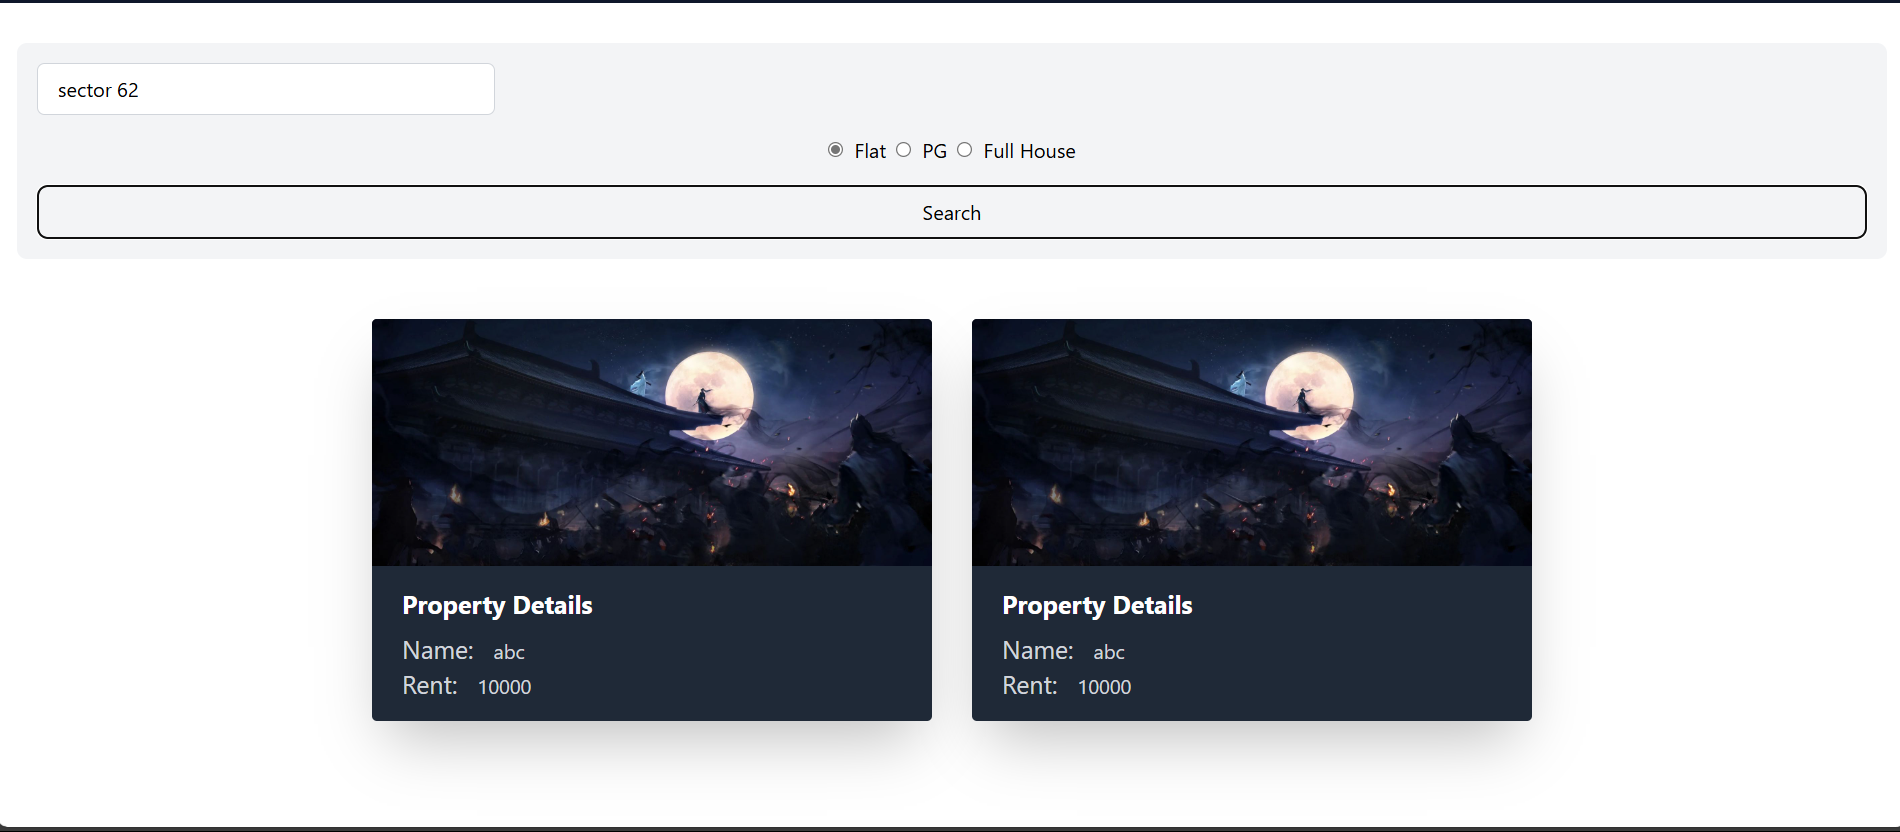 sector 62
Flat PG Full House
Search
Property Details
Name: abc
Rent: 10000
Property Details
Name: abc
Rent: 10000